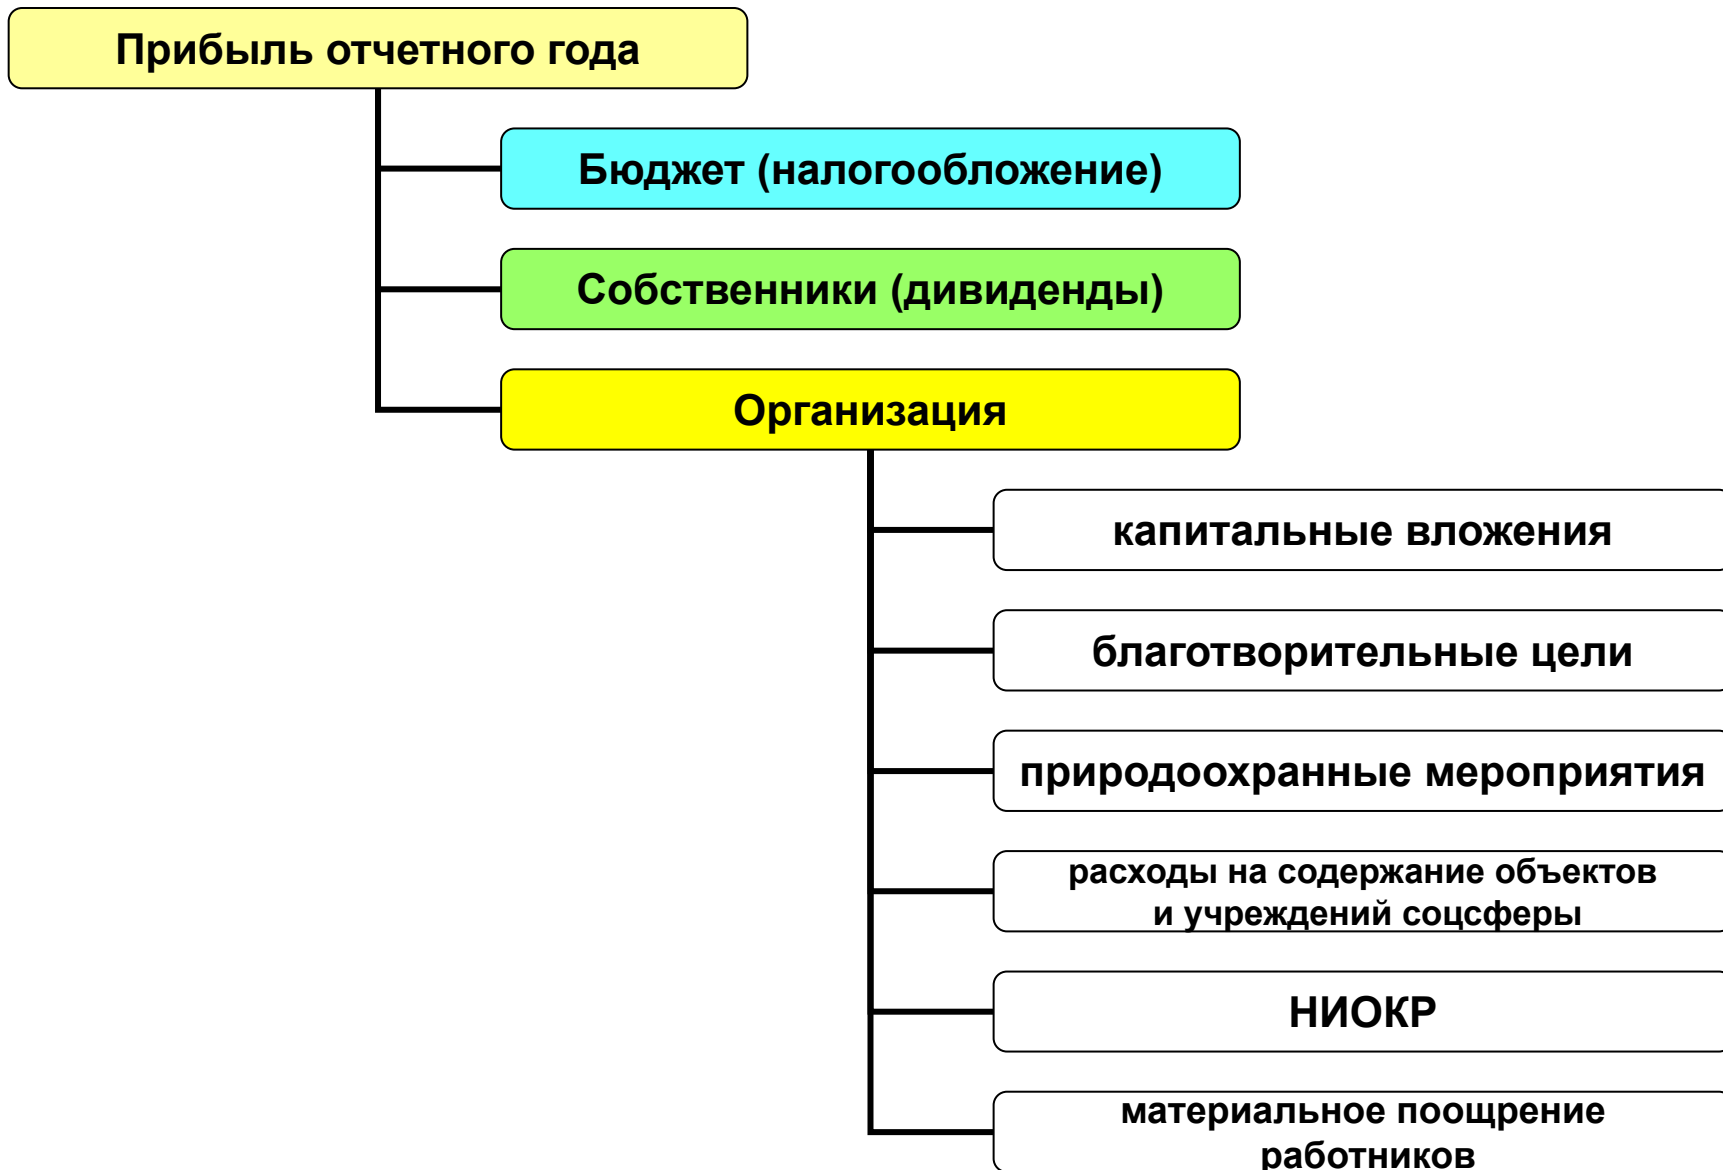 Прибыль отчетного года
Бюджет (налогообложение)
Собственники (дивиденды)
Организация
капитальные вложения
благотворительные цели
природоохранные мероприятия
расходы на содержание объектов
и учреждений соцсферы
НИОКР
материальное поощрение
работников